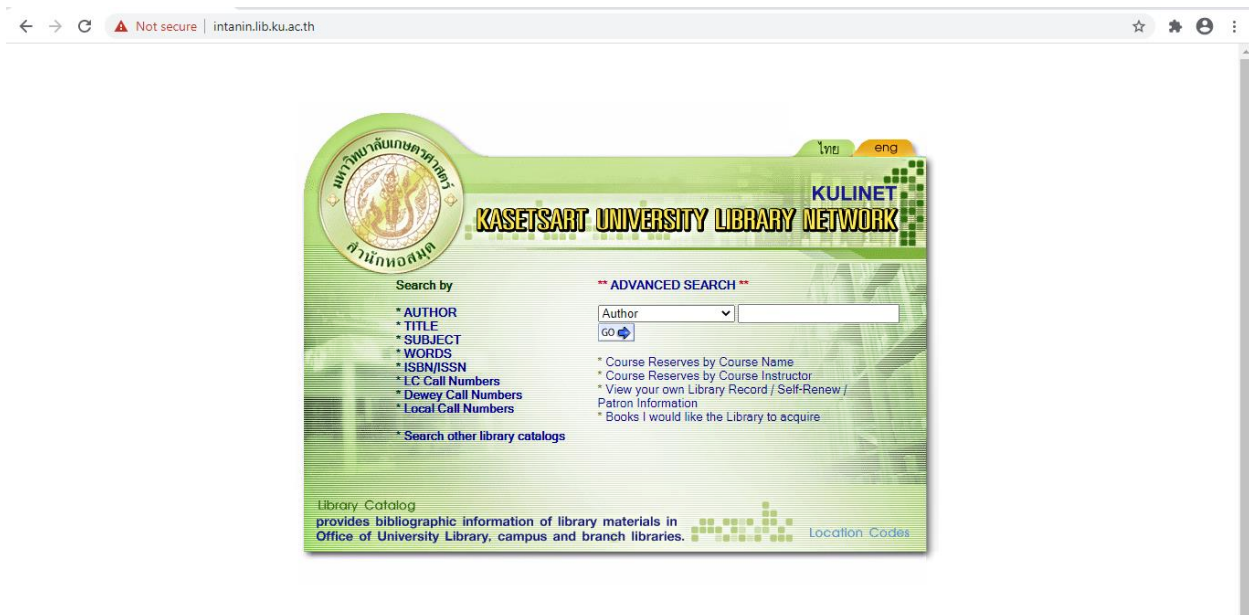 Not secure | intanin.lib.ku.ac.th
มหาวิทยาลัยเกษตรศาสตร์
สำนักหอสมุด
ไทย eng
KULINET
KASETSART UNIVERSITY LIBRARY NETWORK
Search by
* AUTHOR
* TITLE
* SUBJECT
* WORDS
* ISBN/ISSN
* LC Call Numbers
* Dewey Call Numbers
* Local Call Numbers
* Search other library catalogs
** ADVANCED SEARCH **
Author
GO
* Course Reserves by Course Name
* Course Reserves by Course Instructor
* View your own Library Record / Self-Renew /
Patron Information
* Books I would like the Library to acquire
Library Catalog
provides bibliographic information of library materials in
Office of University Library, campus and branch libraries.
Location Codes